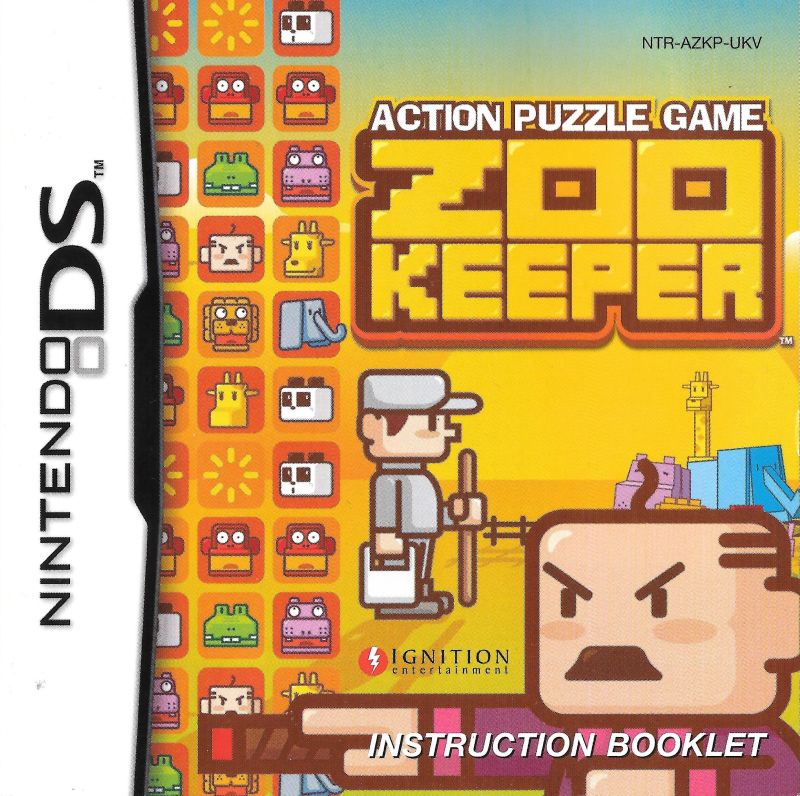 NTR-AZKP-UKV
ACTION PUZZLE GAME
ZOO
KEEPER
TM
NINTENDO DS
TM
IGNITION
entertainment
INSTRUCTION BOOKLET